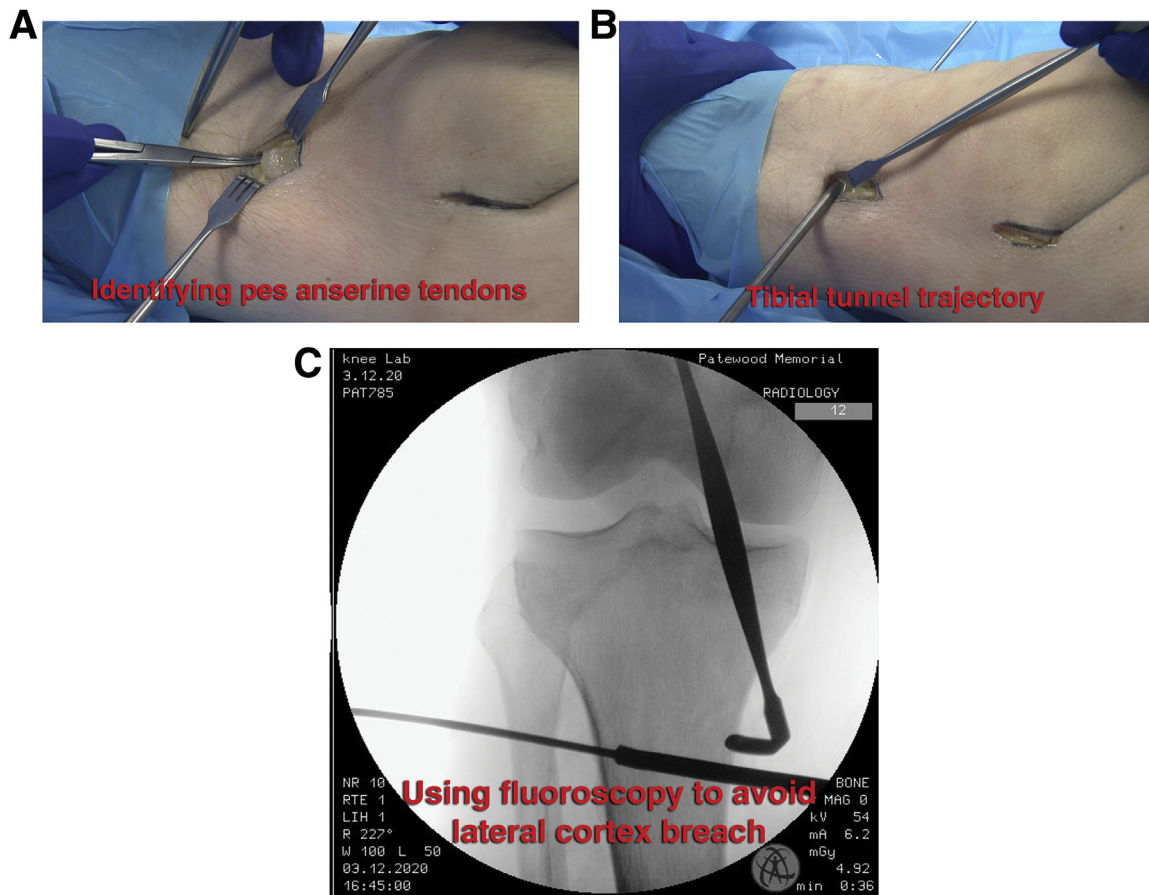 A
B
Identifying pes anserine tendons
Tibial tunnel trajectory
C
knee Lab
3.12.20
PAT785
Patewood Memorial
RADIOLOGY
12
NR 10
RTE 1
LIH 1
R 227°
W 100 L 50
03.12.2020
16:45:00
Using fluoroscopy to avoid
lateral cortex breach
BONE
MAG 0
kV 54
mA 6.2
mGy
4.92
min 0:36